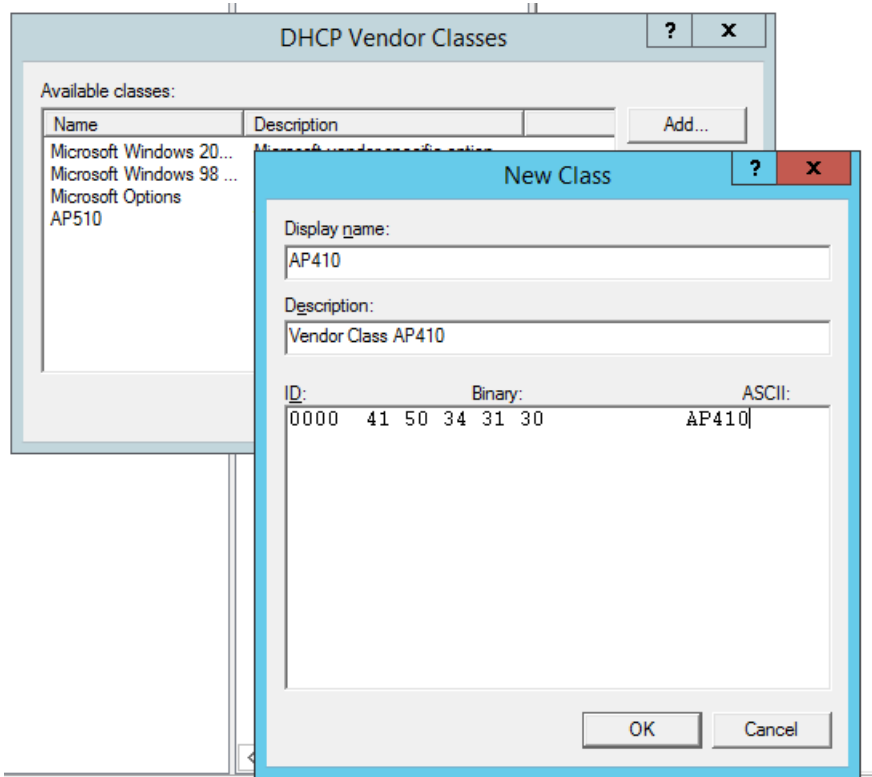 DHCP Vendor Classes
? x
Available classes:
Name Description
Add...
Microsoft Windows 20...
Microsoft Windows 98 ...
Microsoft Options
AP510
New Class
? x
Display name:
AP410
Description:
Vendor Class AP410
ID: Binary: ASCII:
0000 41 50 34 31 30 AP410
OK Cancel